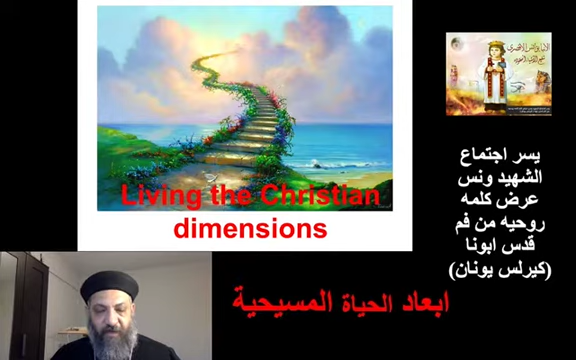 Living the Christian
dimensions
يسر اجتماع
الشهيد ونس
عرض كلمه
روحيه من فم
قدس ابونا
(كيرلس يونان)
ابعاد الحياة المسيحية